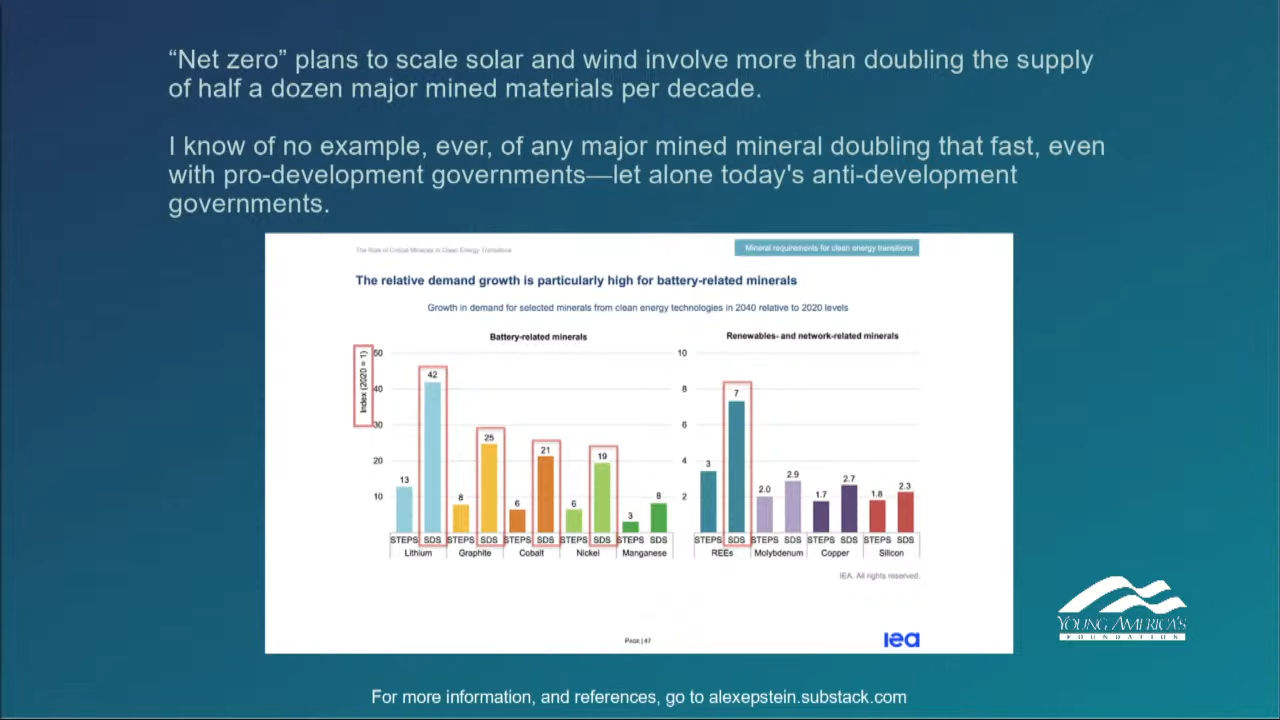 “Net zero” plans to scale solar and wind involve more than doubling the supply
of half a dozen major mined materials per decade.
I know of no example, ever, of any major mined mineral doubling that fast, even
with pro-development governments—let alone today's anti-development
governments.
The Role of Critical Minerals in Clean Energy Transitions
Mineral requirements for clean energy transitions
The relative demand growth is particularly high for battery-related minerals
Growth in demand for selected minerals from clean energy technologies in 2040 relative to 2020 levels
Battery-related minerals
Index (2020 = 1)
50
40
30
20
10
13
42
8
25
6
21
6
19
3
8
STEPS SDS STEPS SDS STEPS SDS STEPS SDS STEPS SDS
Lithium Graphite Cobalt Nickel Manganese
Renewables- and network-related minerals
10
8
6
4
2
3
7
2.0
2.9
1.7
2.7
1.8
2.3
STEPS SDS STEPS SDS STEPS SDS STEPS SDS
REEs Molybdenum Copper Silicon
IEA. All rights reserved.
PAGE | 47
iea
YOUNG AMERICA'S
FOUNDATION
For more information, and references, go to alexepstein.substack.com